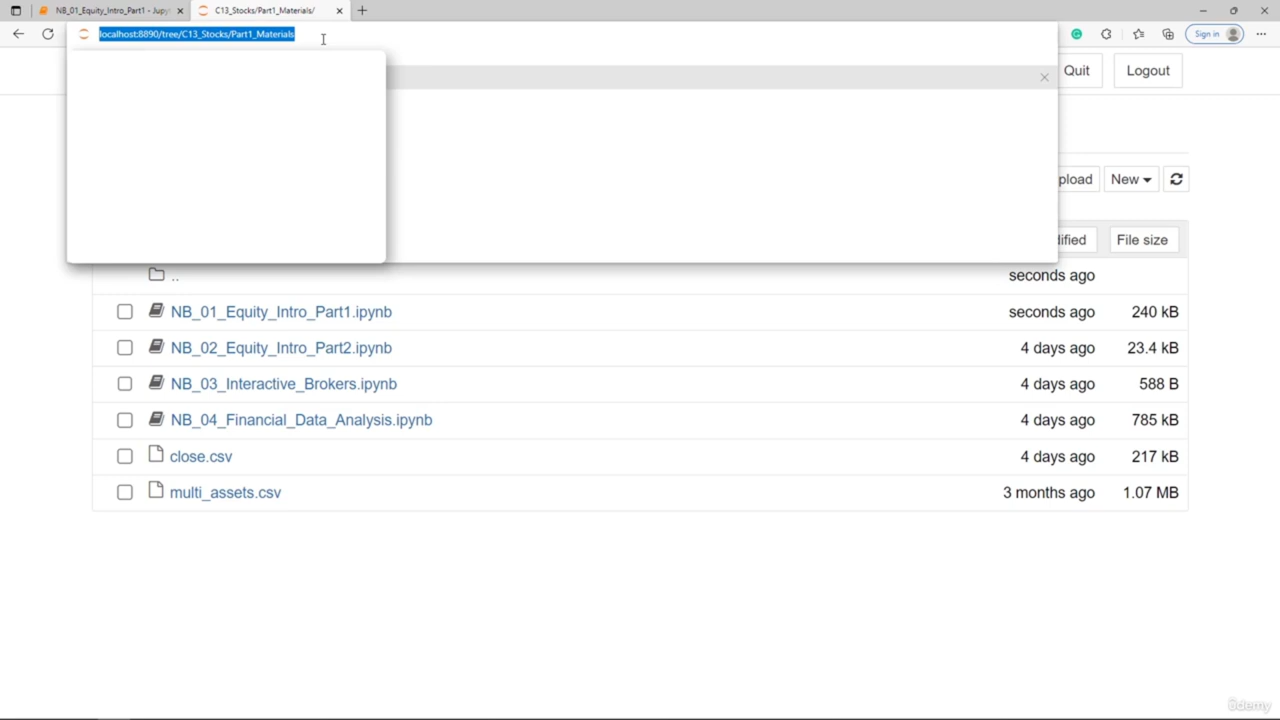 NB_01_Equity_Intro_Part1 - Jupyt
C13_Stocks/Part1_Materials/
localhost:8890/tree/C13_Stocks/Part1_Materials
Sign in
Quit
Logout
pload
New
dified
File size
..
seconds ago
NB_01_Equity_Intro_Part1.ipynb
seconds ago
240 kB
NB_02_Equity_Intro_Part2.ipynb
4 days ago
23.4 kB
NB_03_Interactive_Brokers.ipynb
4 days ago
588 B
NB_04_Financial_Data_Analysis.ipynb
4 days ago
785 kB
close.csv
4 days ago
217 kB
multi_assets.csv
3 months ago
1.07 MB
ûdemy